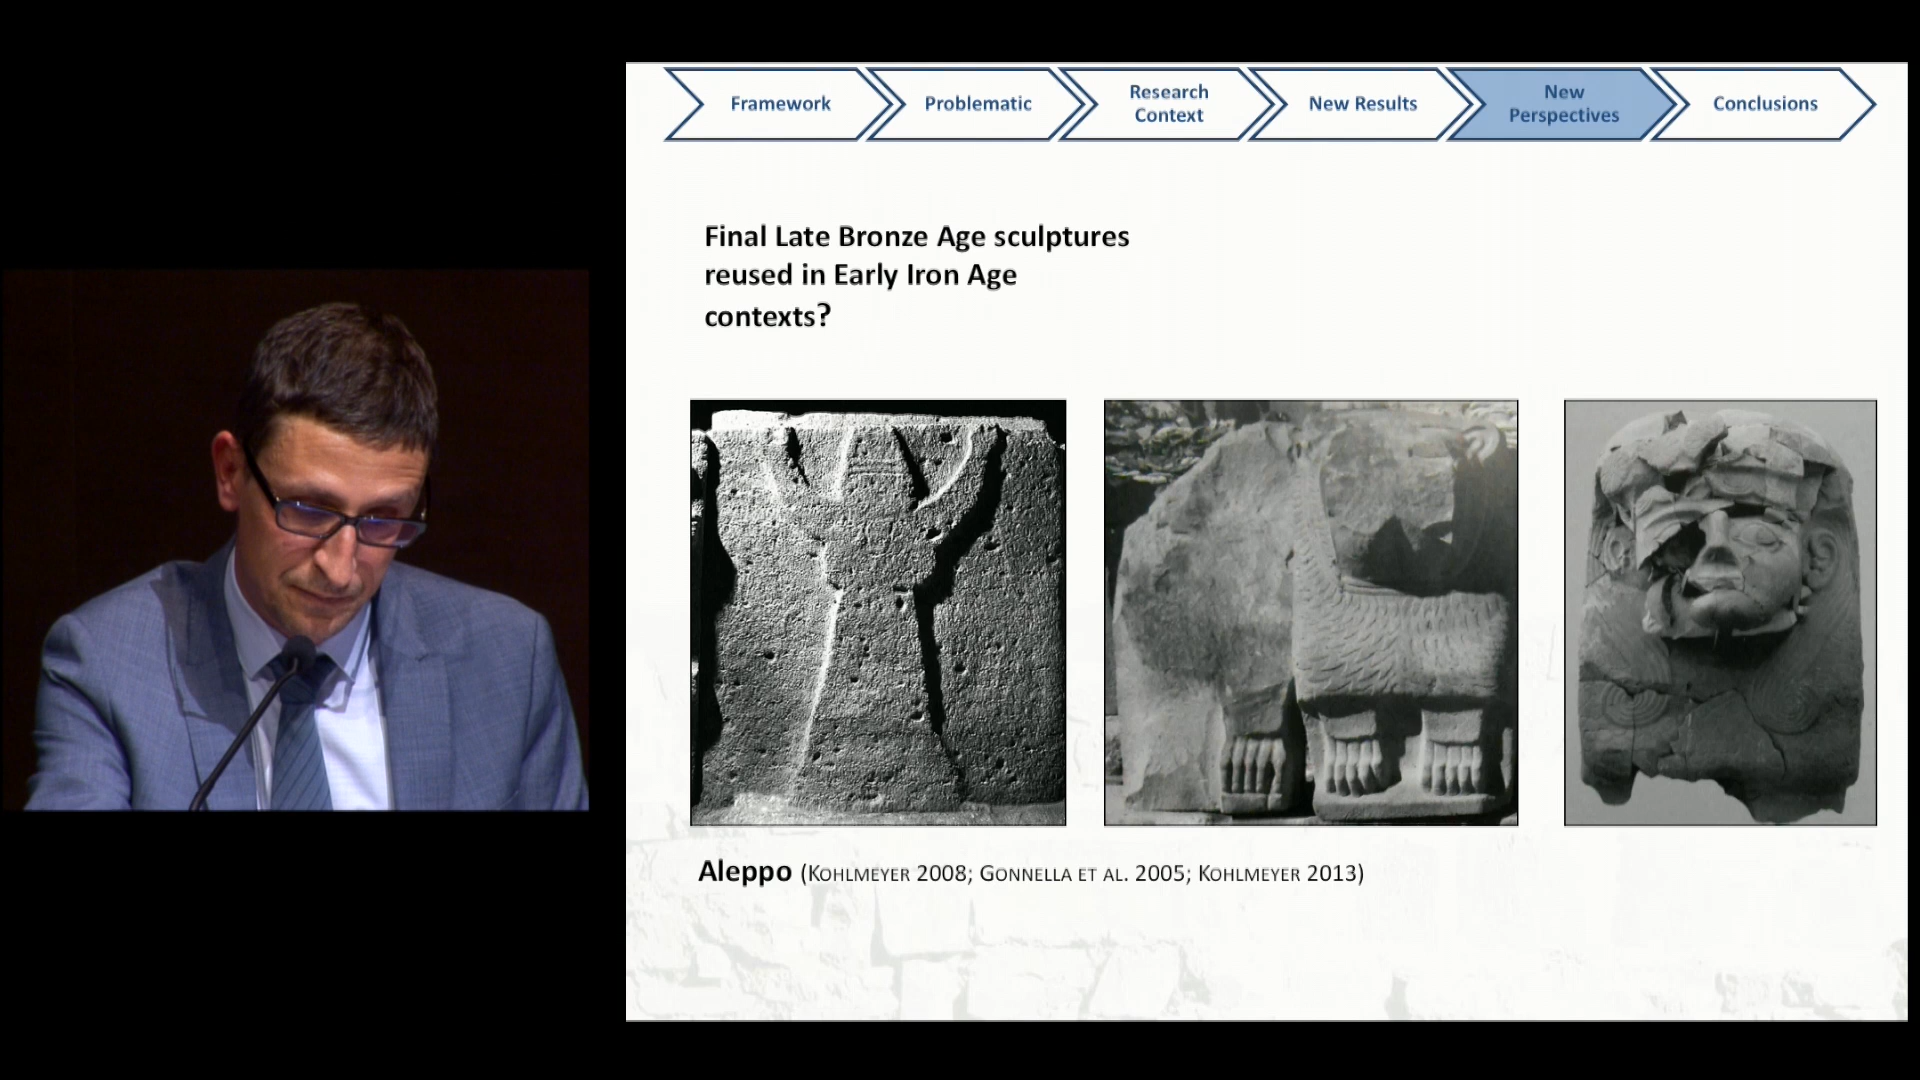 Framework
Problematic
Research
Context
New Results
New
Perspectives
Conclusions
Final Late Bronze Age sculptures
reused in Early Iron Age
contexts?
Aleppo (KOHLMEYER 2008; GONNELLA ET AL. 2005; KOHLMEYER 2013)